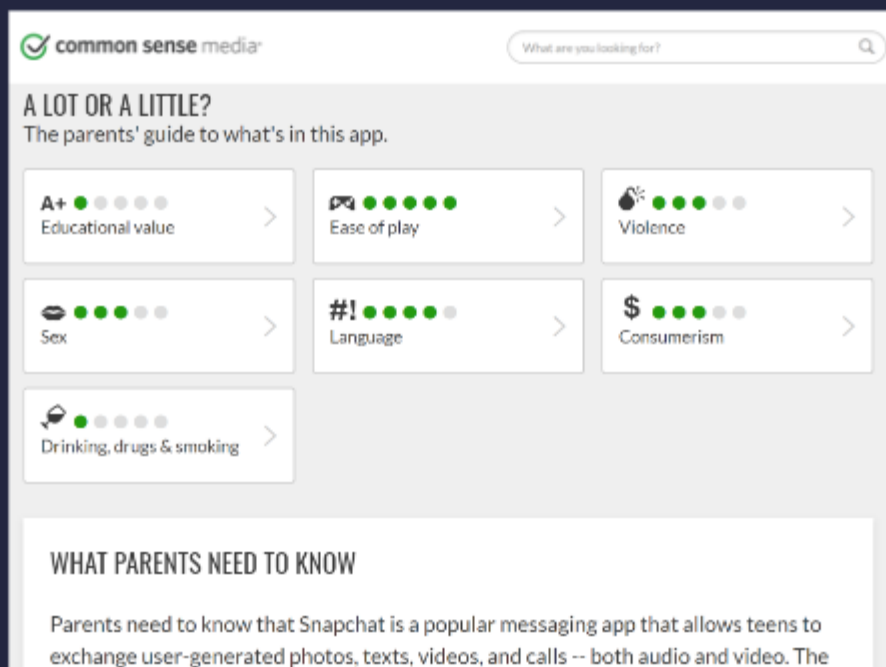 common sense media
What are you looking for?
A LOT OR A LITTLE?
The parents' guide to what's in this app.
A+
Educational value
Ease of play
Violence
Sex
#!
Language
$
Consumerism
Drinking, drugs & smoking
WHAT PARENTS NEED TO KNOW
Parents need to know that Snapchat is a popular messaging app that allows teens to
exchange user-generated photos, texts, videos, and calls -- both audio and video. The